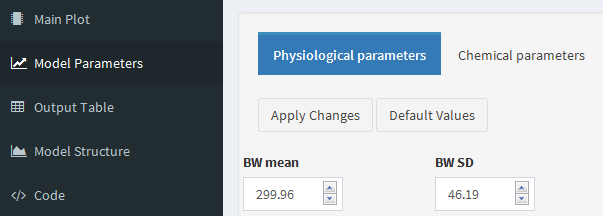 Main Plot
Model Parameters
Output Table
Model Structure
Code
Physiological parameters
Chemical parameters
Apply Changes
Default Values
BW mean
BW SD
299.96
46.19